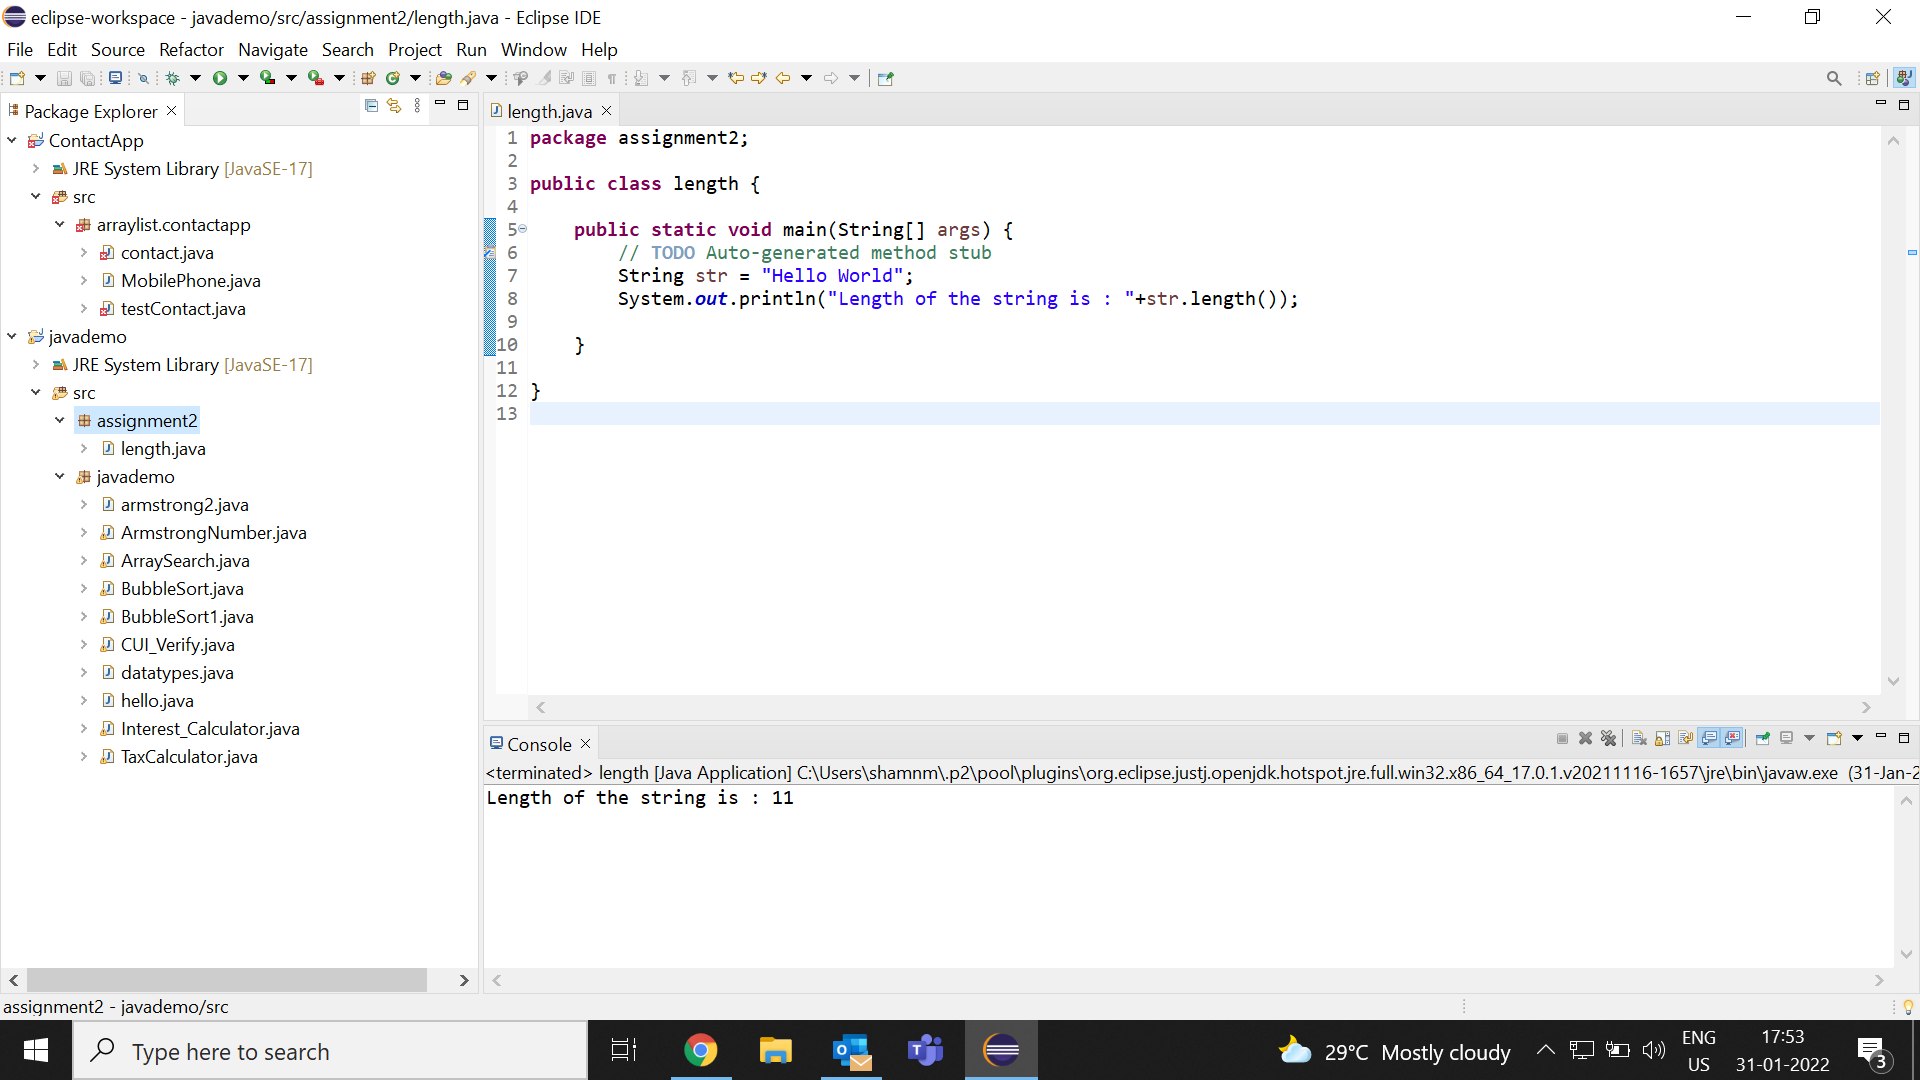 eclipse-workspace - javademo/src/assignment2/length.java - Eclipse IDE
File Edit Source Refactor Navigate Search Project Run Window Help
Package Explorer
ContactApp
JRE System Library [JavaSE-17]
src
arraylist.contactapp
contact.java
MobilePhone.java
testContact.java
javademo
JRE System Library [JavaSE-17]
src
assignment2
length.java
javademo
armstrong2.java
ArmstrongNumber.java
ArraySearch.java
BubbleSort.java
BubbleSort1.java
CUI_Verify.java
datatypes.java
hello.java
Interest_Calculator.java
TaxCalculator.java
length.java
1 package assignment2;
2
3 public class length {
4
5 public static void main(String[] args) {
6 // TODO Auto-generated method stub
7 String str = "Hello World";
8 System.out.println("Length of the string is : "+str.length());
9
10 }
11
12 }
13
Console
<terminated> length [Java Application] C:\Users\shamnm\.p2\pool\plugins\org.eclipse.justj.openjdk.hotspot.jre.full.win32.x86_64_17.0.1.v20211116-1657\jre\bin\javaw.exe (31-Jan-2
Length of the string is : 11
assignment2 - javademo/src
Type here to search
29°C Mostly cloudy
ENG
US
17:53
31-01-2022
3